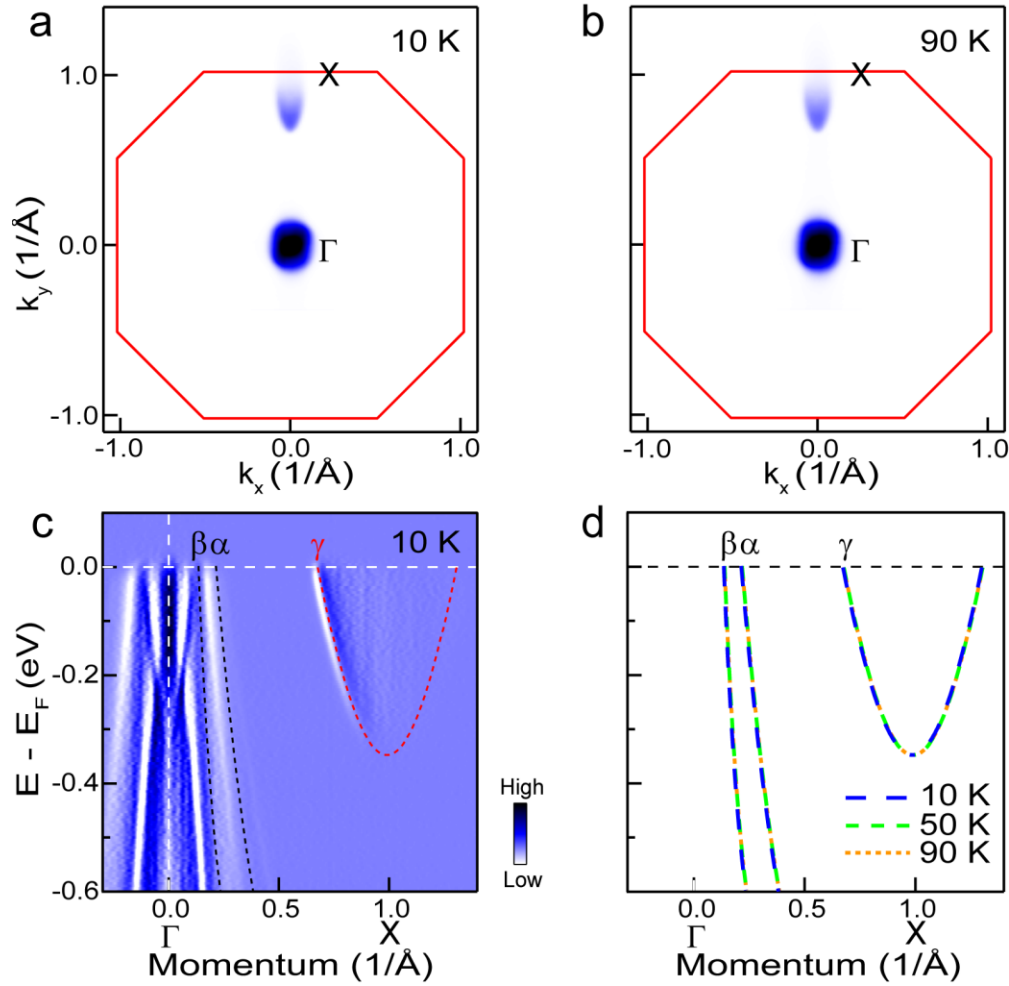 a
10 K
1.0
X
k_y (1/Å)
0.0
Γ
-1.0
-1.0
0.0
1.0
k_x (1/Å)
b
90 K
X
Γ
-1.0
0.0
1.0
k_x (1/Å)
c
βα
γ
10 K
0.0
-0.2
-0.4
-0.6
E - E_F (eV)
High
Low
0.0
0.5
1.0
Γ
X
Momentum (1/Å)
d
βα
γ
10 K
50 K
90 K
0.0
0.5
1.0
Γ
X
Momentum (1/Å)